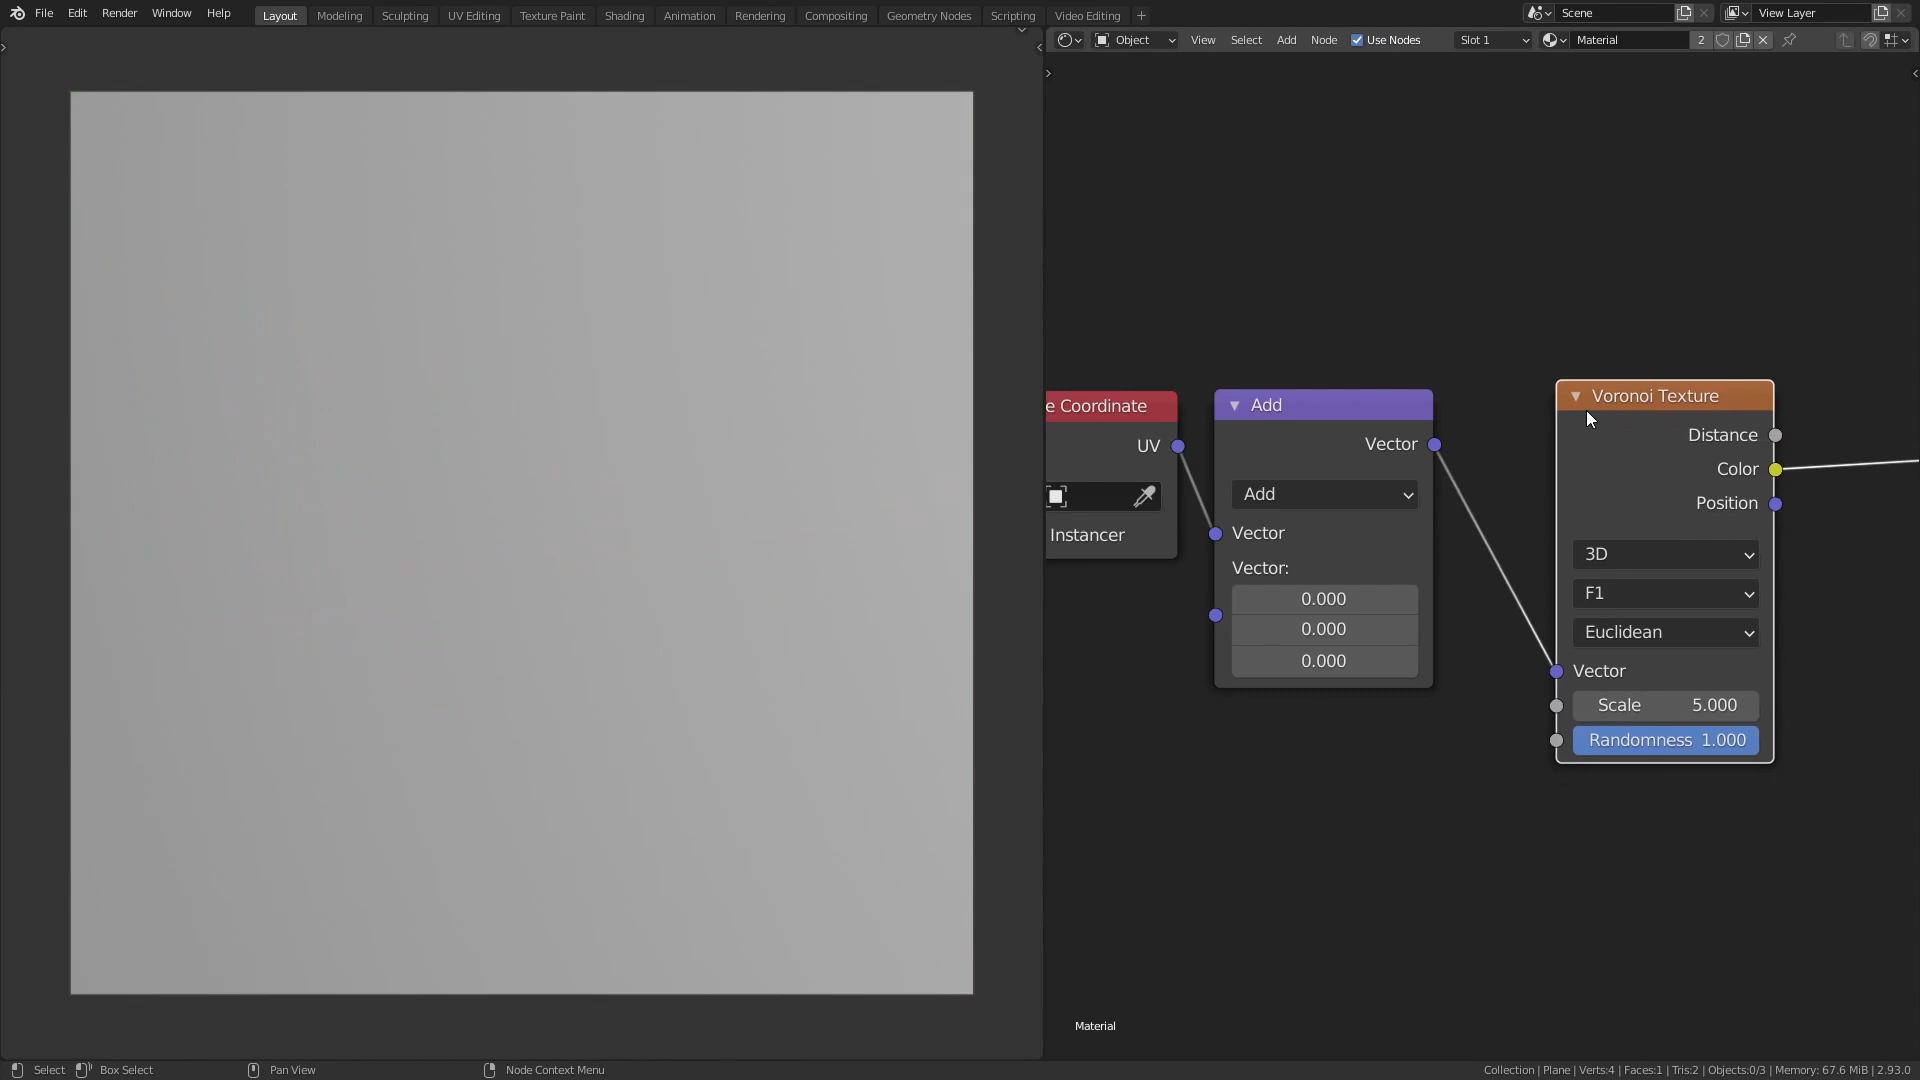 File Edit Render Window Help Layout Modeling Sculpting UV Editing Texture Paint Shading Animation Rendering Compositing Geometry Nodes Scripting Video Editing + Scene View Layer
Object View Select Add Node Use Nodes Slot 1 Material 2
e Coordinate
UV
Instancer
Add
Vector
Add
Vector
Vector:
0.000
0.000
0.000
Voronoi Texture
Distance
Color
Position
3D
F1
Euclidean
Vector
Scale 5.000
Randomness 1.000
Material
Select Box Select Pan View Node Context Menu Collection | Plane | Verts:4 | Faces:1 | Tris:2 | Objects:0/3 | Memory: 67.6 MiB | 2.93.0